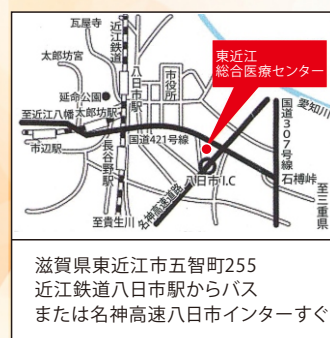 瓦屋寺
近江鉄道
太郎坊宮
八日市駅
市役所
東近江
総合医療センター
愛知川
延命公園
太郎坊駅
至近江八幡
国道421号線
国道307号線
市辺駅
長谷野駅
八日市 I.C
石榑峠
至三重県
至貴生川
名神高速道路
滋賀県東近江市五智町255
近江鉄道八日市駅からバス
または名神高速八日市インターすぐ